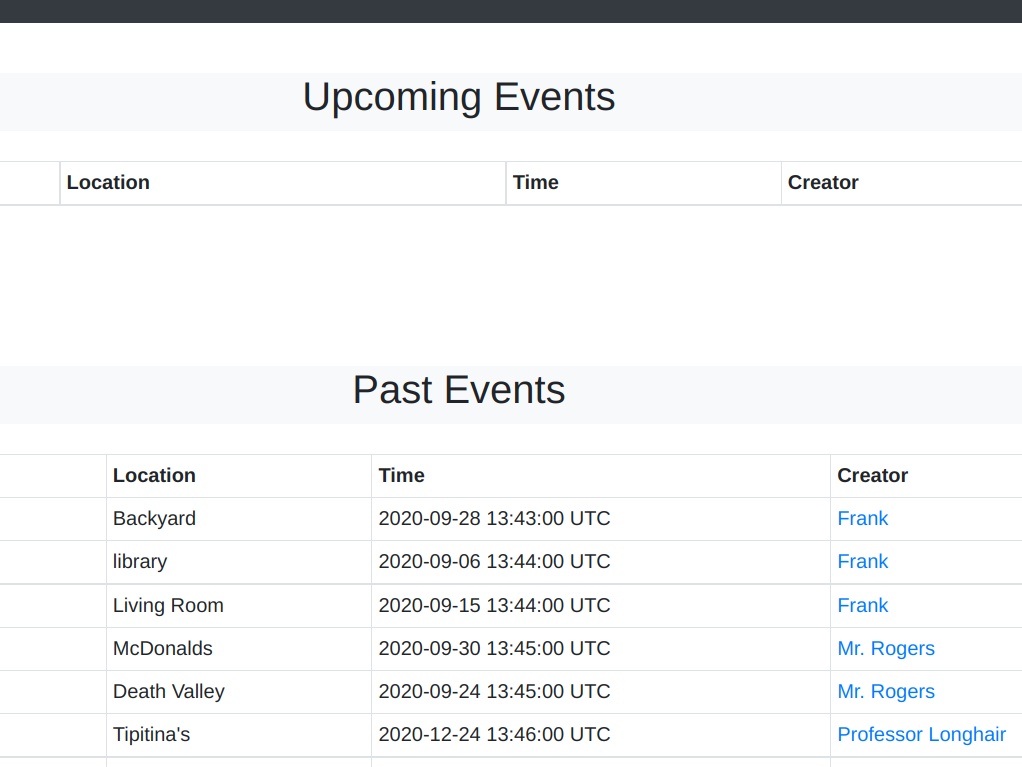 Upcoming Events
Location Time Creator
Past Events
Location Time Creator
Backyard 2020-09-28 13:43:00 UTC Frank
library 2020-09-06 13:44:00 UTC Frank
Living Room 2020-09-15 13:44:00 UTC Frank
McDonalds 2020-09-30 13:45:00 UTC Mr. Rogers
Death Valley 2020-09-24 13:45:00 UTC Mr. Rogers
Tipitina's 2020-12-24 13:46:00 UTC Professor Longhair